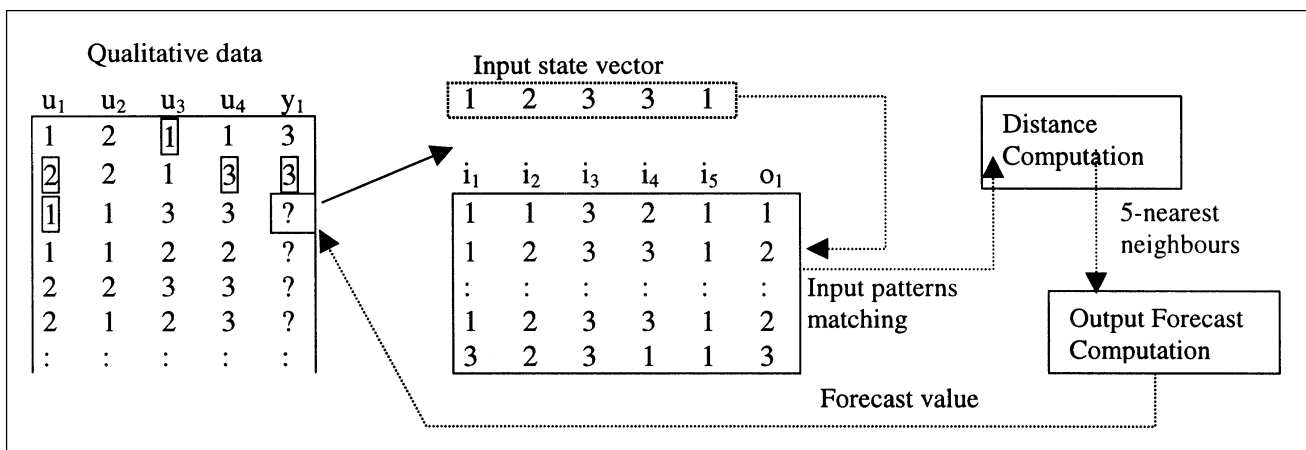 Qualitative data
u1 u2 u3 u4 y1
1 2 1 1 3
2 2 1 3 3
1 1 3 3 ?
1 1 2 2 ?
2 2 3 3 ?
2 1 2 3 ?
: : : : :
Input state vector
1 2 3 3 1
i1 i2 i3 i4 i5 o1
1 1 3 2 1 1
1 2 3 3 1 2
: : : : : :
1 2 3 3 1 2
3 2 3 1 1 3
Input patterns
matching
Distance
Computation
5-nearest
neighbours
Output Forecast
Computation
Forecast value